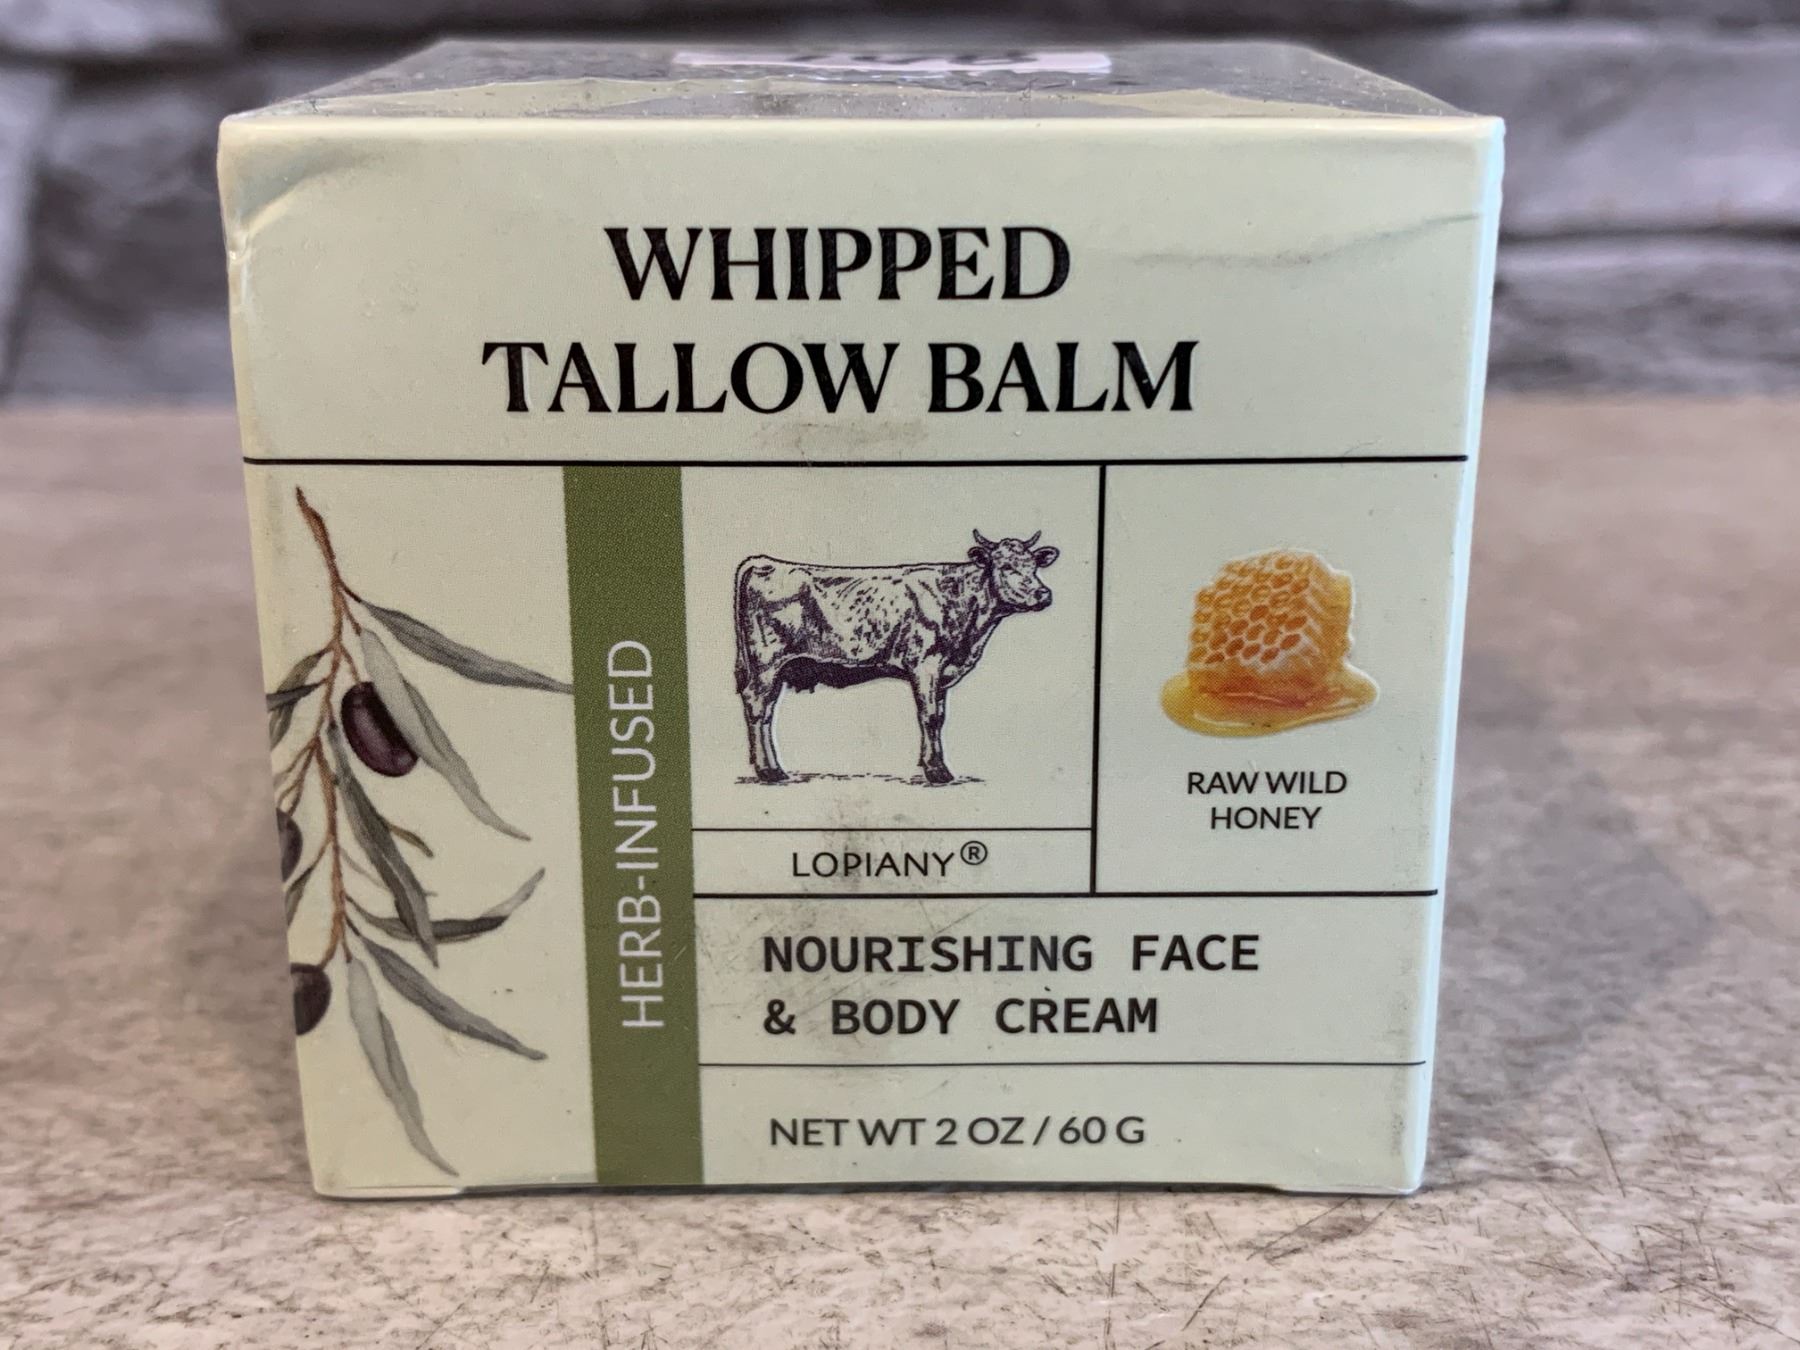 WHIPPED
TALLOW BALM
HERB-INFUSED
LOPIANY®
RAW WILD
HONEY
NOURISHING FACE
& BODY CREAM
NET WT 2 OZ / 60 G